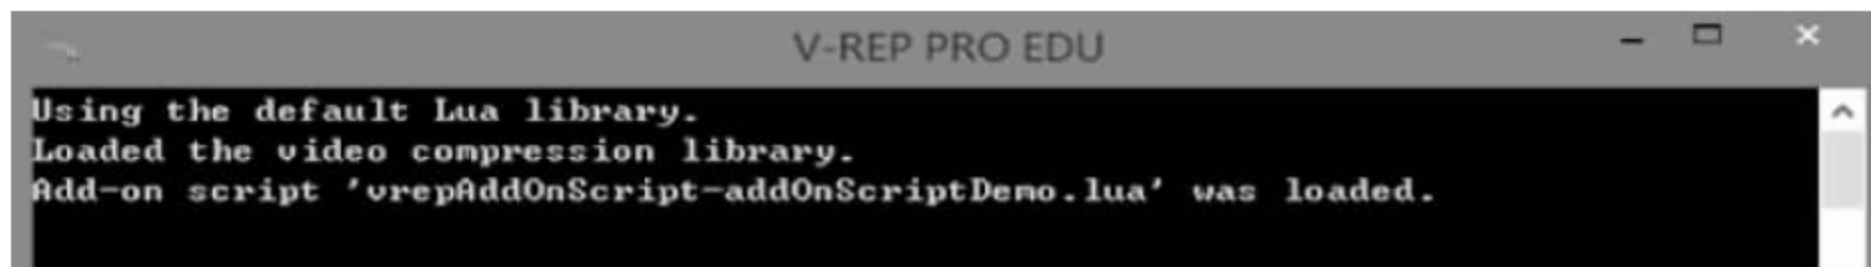 V-REP PRO EDU
Using the default Lua library.
Loaded the video compression library.
Add-on script 'vrepAddOnScript-addOnScriptDemo.lua' was loaded.